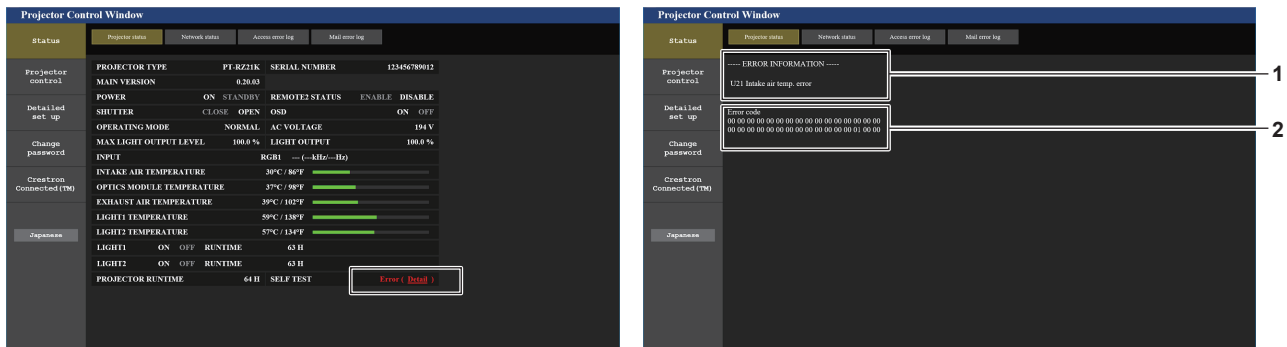 Projector Control Window
Status
Projector status Network status Access error log Mail error log
Projector control
Detailed set up
Change password
Crestron Connected(TM)
Japanese
PROJECTOR TYPE PT-RZ21K SERIAL NUMBER 123456789012
MAIN VERSION 0.20.03
POWER ON STANDBY REMOTE2 STATUS ENABLE DISABLE
SHUTTER CLOSE OPEN OSD ON OFF
OPERATING MODE NORMAL AC VOLTAGE 194 V
MAX LIGHT OUTPUT LEVEL 100.0 % LIGHT OUTPUT 100.0 %
INPUT RGB1 --- (---kHz/---Hz)
INTAKE AIR TEMPERATURE 30°C / 86°F
OPTICS MODULE TEMPERATURE 37°C / 98°F
EXHAUST AIR TEMPERATURE 39°C / 102°F
LIGHT1 TEMPERATURE 59°C / 138°F
LIGHT2 TEMPERATURE 57°C / 134°F
LIGHT1 ON OFF RUNTIME 63 H
LIGHT2 ON OFF RUNTIME 63 H
PROJECTOR RUNTIME 64 H SELF TEST Error ( Detail )
Projector Control Window
Status
Projector status Network status Access error log Mail error log
Projector control
Detailed set up
Change password
Crestron Connected(TM)
Japanese
----- ERROR INFORMATION -----
U21 Intake air temp. error
1
Error code
00 00 00 00 00 00 00 00 00 00 00 00 00 00 00 00
00 00 00 00 00 00 00 00 00 00 00 00 00 01 00 00
2